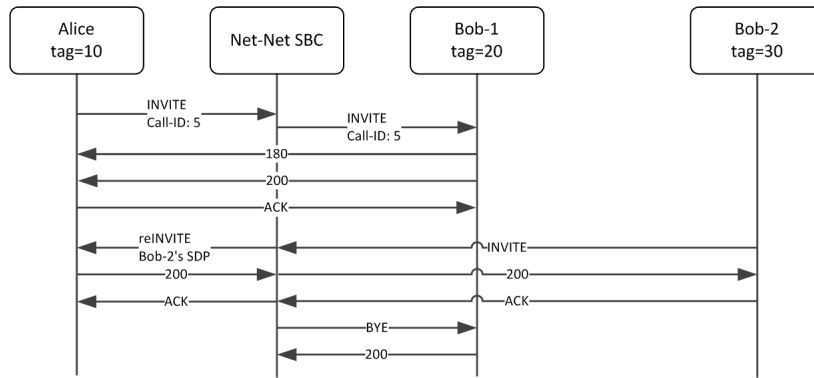 Alice
tag=10
Net-Net SBC
Bob-1
tag=20
Bob-2
tag=30
INVITE
Call-ID: 5
INVITE
Call-ID: 5
180
200
ACK
reINVITE
Bob-2's SDP
INVITE
200
200
ACK
ACK
BYE
200